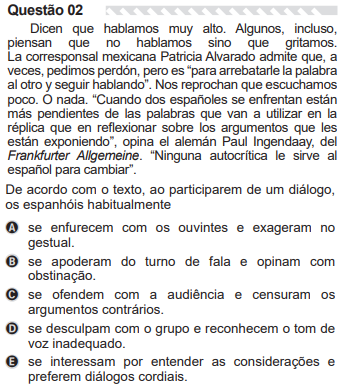 Questão 02
Dicen que hablamos muy alto. Algunos, incluso,
piensan que no hablamos sino que gritamos.
La corresponsal mexicana Patricia Alvarado admite que, a
veces, pedimos perdón, pero es “para arrebatarle la palabra
al otro y seguir hablando”. Nos reprochan que escuchamos
poco. O nada. “Cuando dos españoles se enfrentan están
más pendientes de las palabras que van a utilizar en la
réplica que en reflexionar sobre los argumentos que les
están exponiendo”, opina el alemán Paul Ingendaay, del
Frankfurter Allgemeine. “Ninguna autocrítica le sirve al
español para cambiar”.
De acordo com o texto, ao participarem de um diálogo,
os espanhóis habitualmente
A se enfurecem com os ouvintes e exageram no
gestual.
B se apoderam do turno de fala e opinam com
obstinação.
C se ofendem com a audiência e censuram os
argumentos contrários.
D se desculpam com o grupo e reconhecem o tom de
voz inadequado.
E se interessam por entender as considerações e
preferem diálogos cordiais.